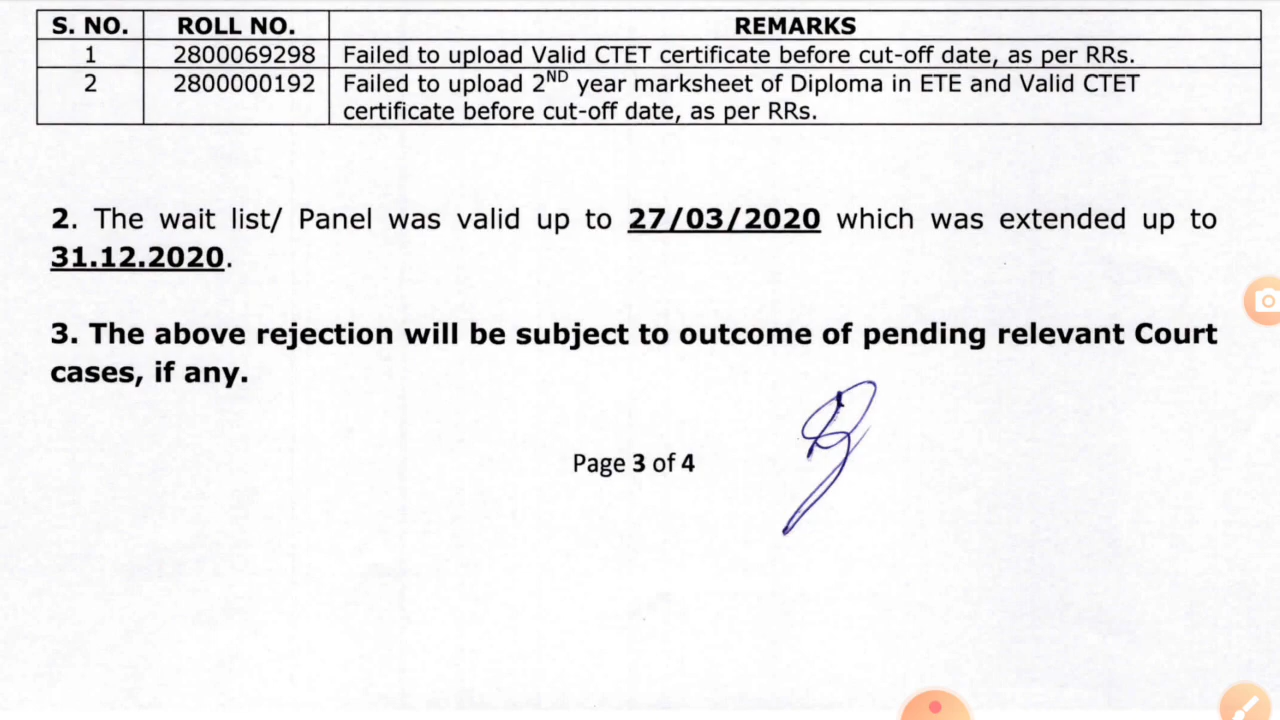 S. NO. ROLL NO. REMARKS
1 2800069298 Failed to upload Valid CTET certificate before cut-off date, as per RRs.
2 2800000192 Failed to upload 2ND year marksheet of Diploma in ETE and Valid CTET
certificate before cut-off date, as per RRs.
2. The wait list/ Panel was valid up to 27/03/2020 which was extended up to
31.12.2020.
3. The above rejection will be subject to outcome of pending relevant Court
cases, if any.
Page 3 of 4